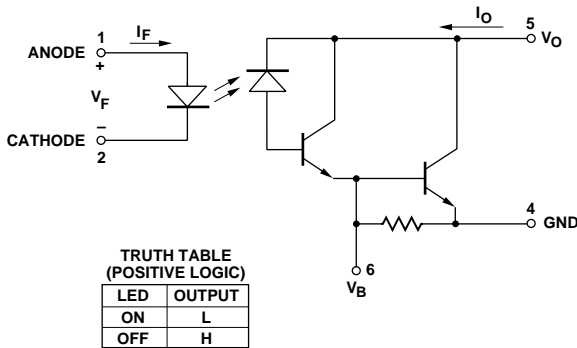 1
I_F
I_O
5
ANODE
+
V_O
V_F
–
CATHODE
2
4
GND
6
V_B
TRUTH TABLE
(POSITIVE LOGIC)
LED OUTPUT
ON L
OFF H